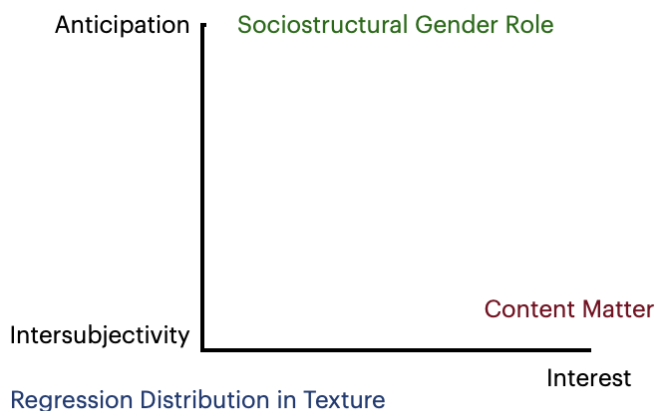 Anticipation
Sociostructural Gender Role
Content Matter
Intersubjectivity
Interest
Regression Distribution in Texture